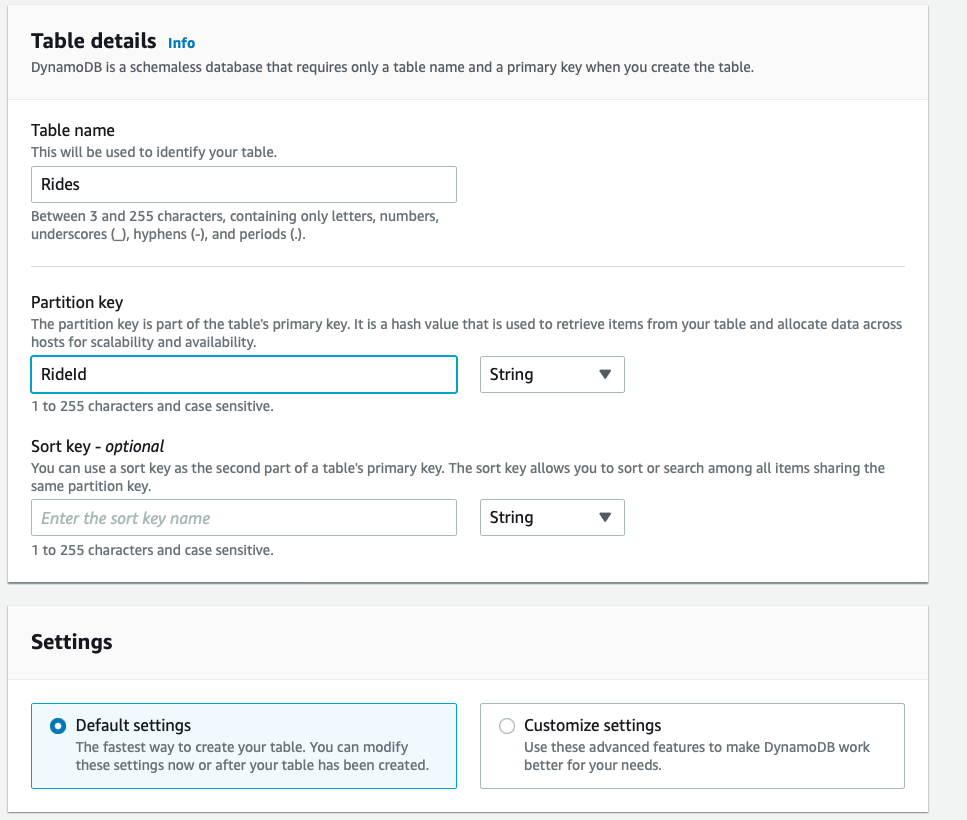 Table details Info
DynamoDB is a schemaless database that requires only a table name and a primary key when you create the table.
Table name
This will be used to identify your table.
Rides
Between 3 and 255 characters, containing only letters, numbers,
underscores (_), hyphens (-), and periods (.).
Partition key
The partition key is part of the table's primary key. It is a hash value that is used to retrieve items from your table and allocate data across
hosts for scalability and availability.
RideId String
1 to 255 characters and case sensitive.
Sort key - optional
You can use a sort key as the second part of a table's primary key. The sort key allows you to sort or search among all items sharing the
same partition key.
Enter the sort key name String
1 to 255 characters and case sensitive.
Settings
Default settings
The fastest way to create your table. You can modify
these settings now or after your table has been created.
Customize settings
Use these advanced features to make DynamoDB work
better for your needs.